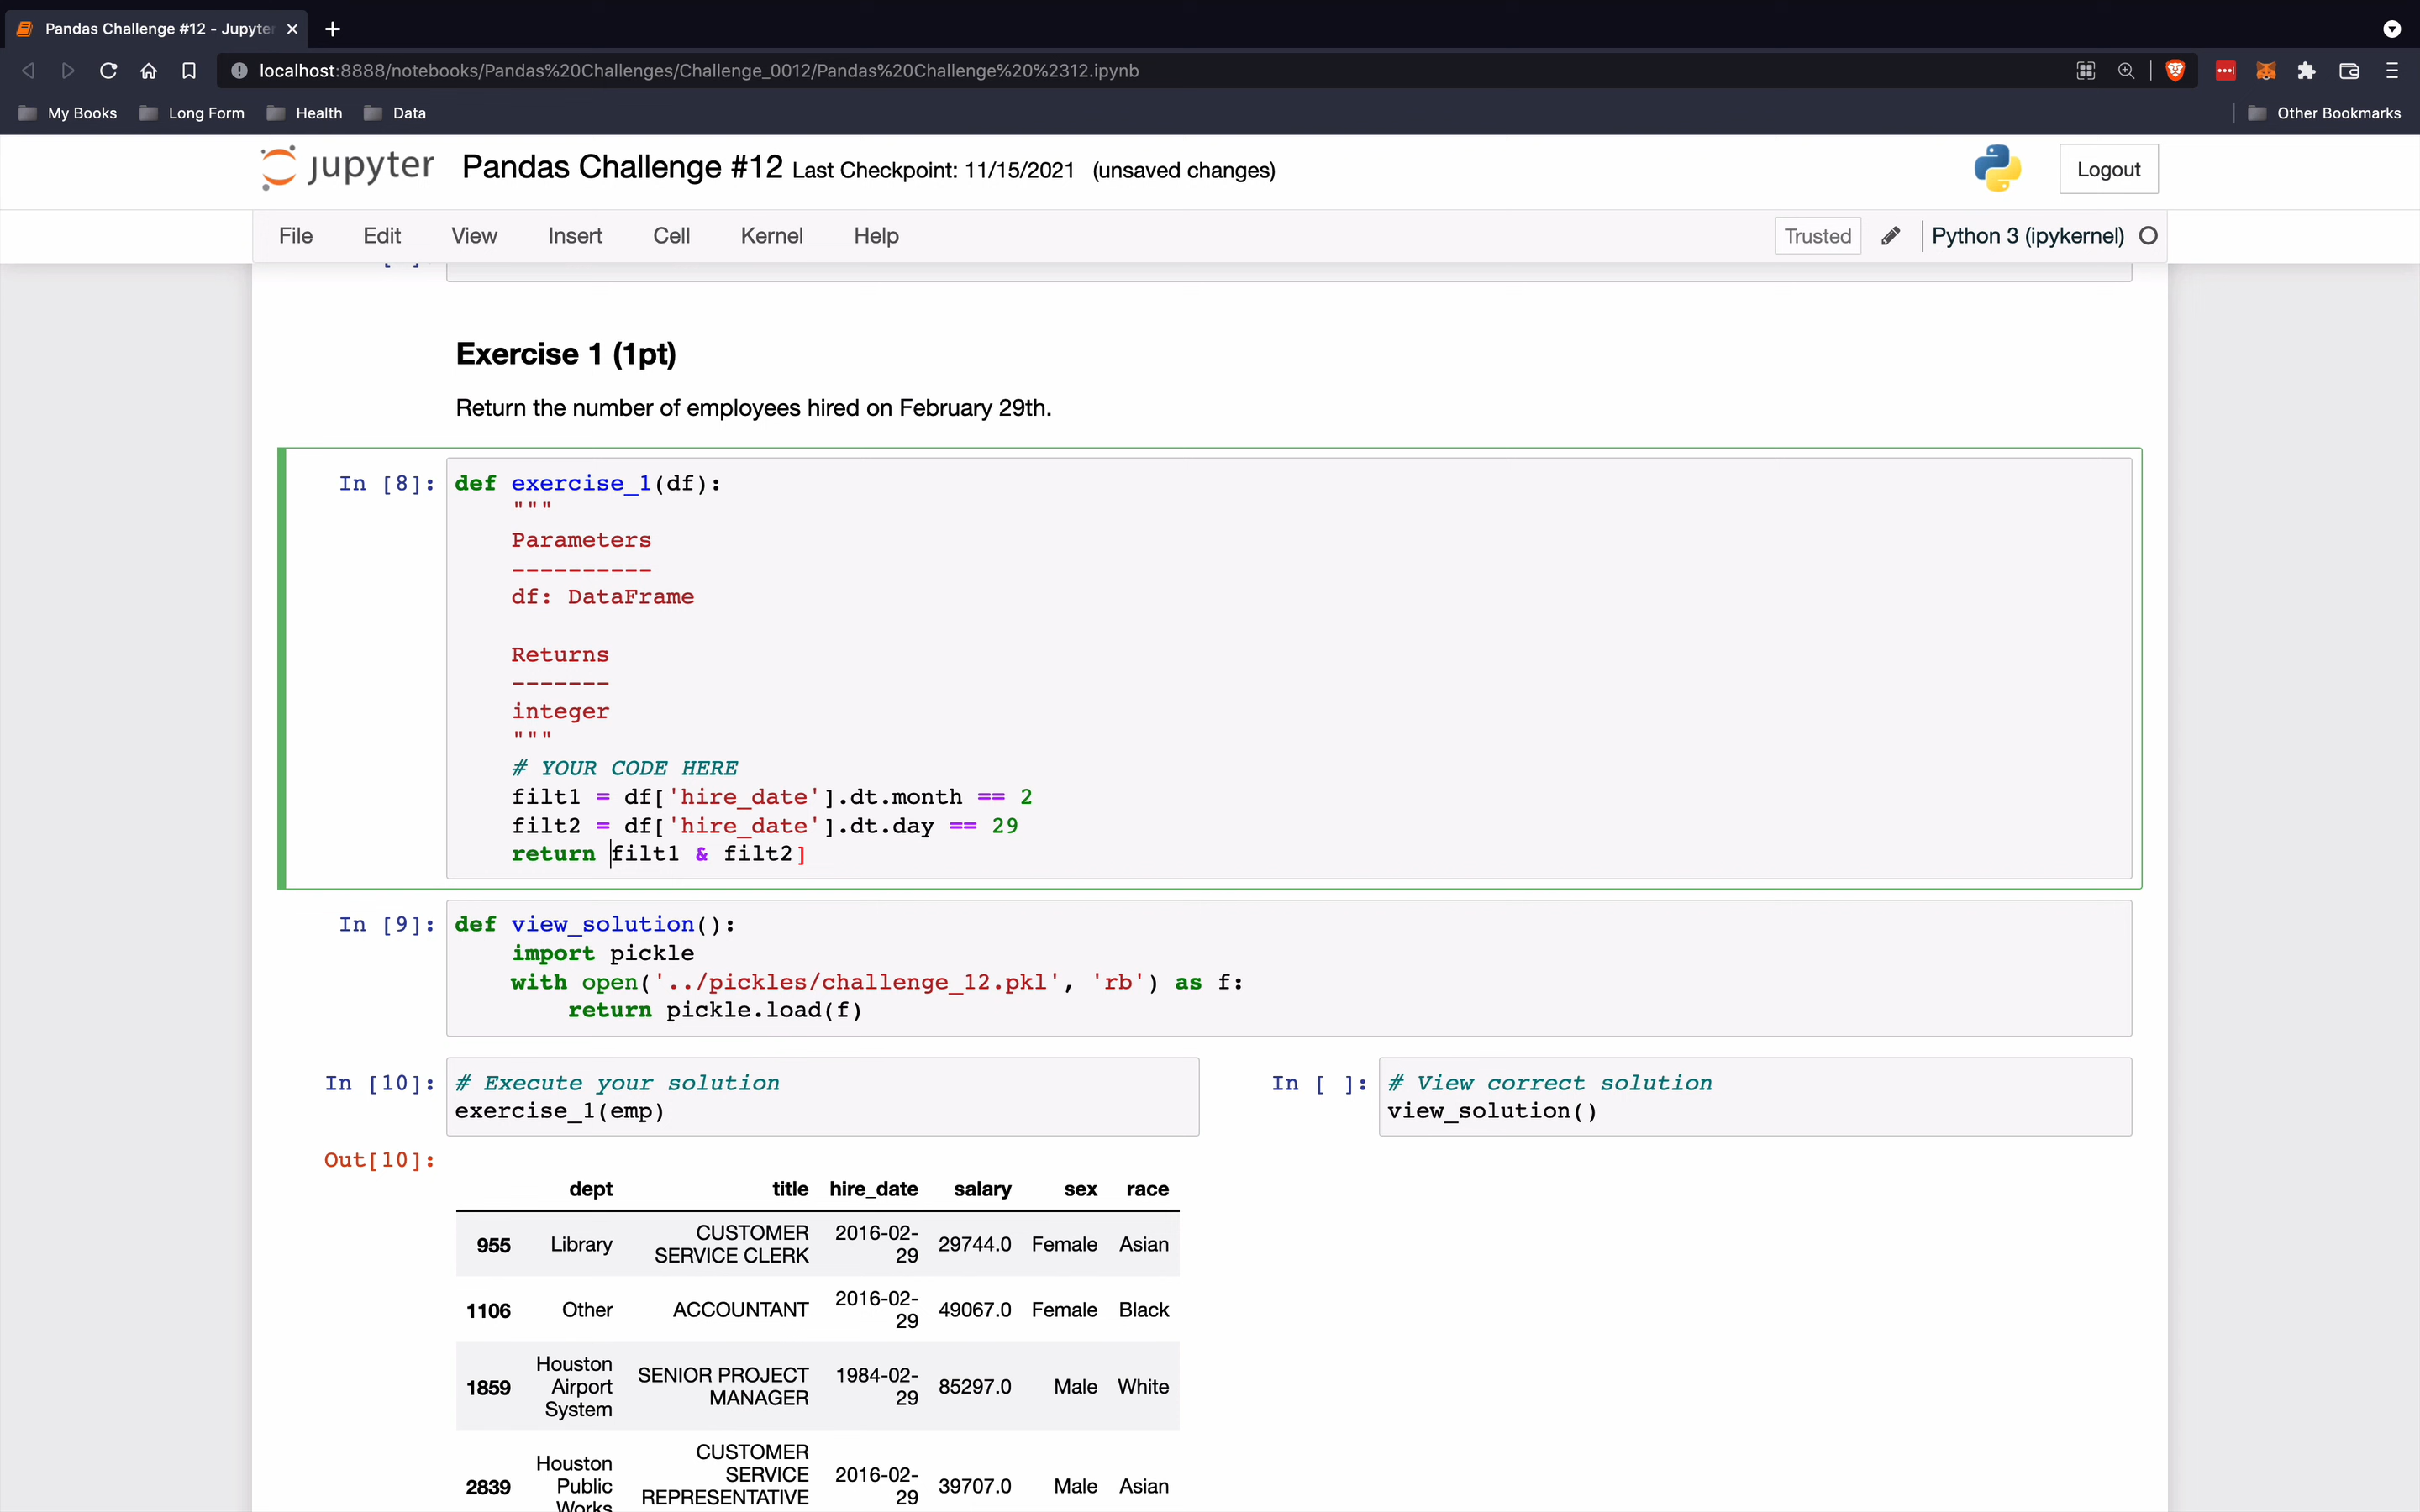 Pandas Challenge #12 - Jupyter
localhost:8888/notebooks/Pandas%20Challenges/Challenge_0012/Pandas%20Challenge%20%2312.ipynb
My Books Long Form Health Data Other Bookmarks
jupyter Pandas Challenge #12 Last Checkpoint: 11/15/2021 (unsaved changes) Logout
File Edit View Insert Cell Kernel Help Trusted Python 3 (ipykernel)
Exercise 1 (1pt)
Return the number of employees hired on February 29th.
In [8]: def exercise_1(df):
"""
Parameters
----------
df: DataFrame
Returns
-------
integer
"""
# YOUR CODE HERE
filt1 = df['hire_date'].dt.month == 2
filt2 = df['hire_date'].dt.day == 29
return filt1 & filt2]
In [9]: def view_solution():
import pickle
with open('../pickles/challenge_12.pkl', 'rb') as f:
return pickle.load(f)
In [10]: # Execute your solution
exercise_1(emp)
In [ ]: # View correct solution
view_solution()
Out[10]:
dept title hire_date salary sex race
955 Library CUSTOMER SERVICE CLERK 2016-02-29 29744.0 Female Asian
1106 Other ACCOUNTANT 2016-02-29 49067.0 Female Black
1859 Houston Airport System SENIOR PROJECT MANAGER 1984-02-29 85297.0 Male White
2839 Houston Public Works CUSTOMER SERVICE REPRESENTATIVE 2016-02-29 39707.0 Male Asian